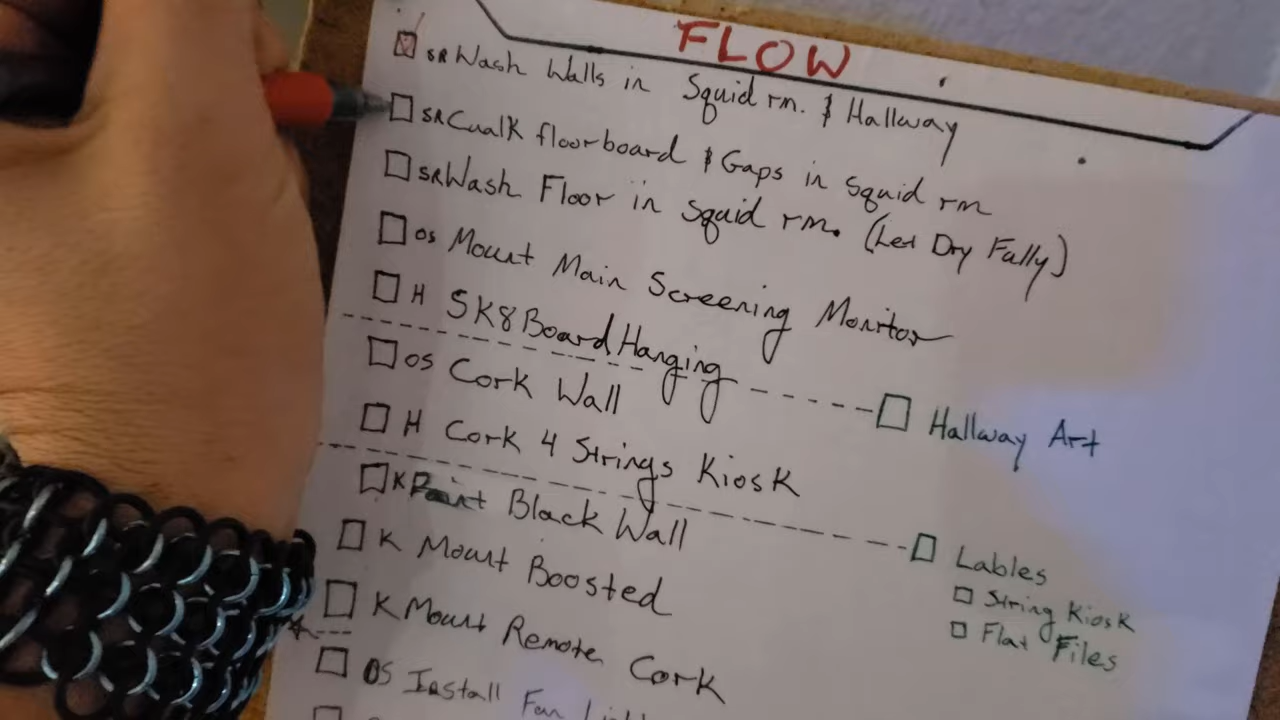 FLOW
SR Wash Walls in Squid rm. & Hallway
SR Caulk floorboard & Gaps in Squid rm
SR Wash Floor in Squid rm. (Let Dry Fully)
OS Mount Main Screening Monitor
H SK8 Board Hanging
Hallway Art
OS Cork Wall
H Cork 4 Strings Kiosk
K Paint Black Wall
Lables
String Kiosk
Flat Files
K Mount Boosted
K Mount Remote Cork
OS Install Fan